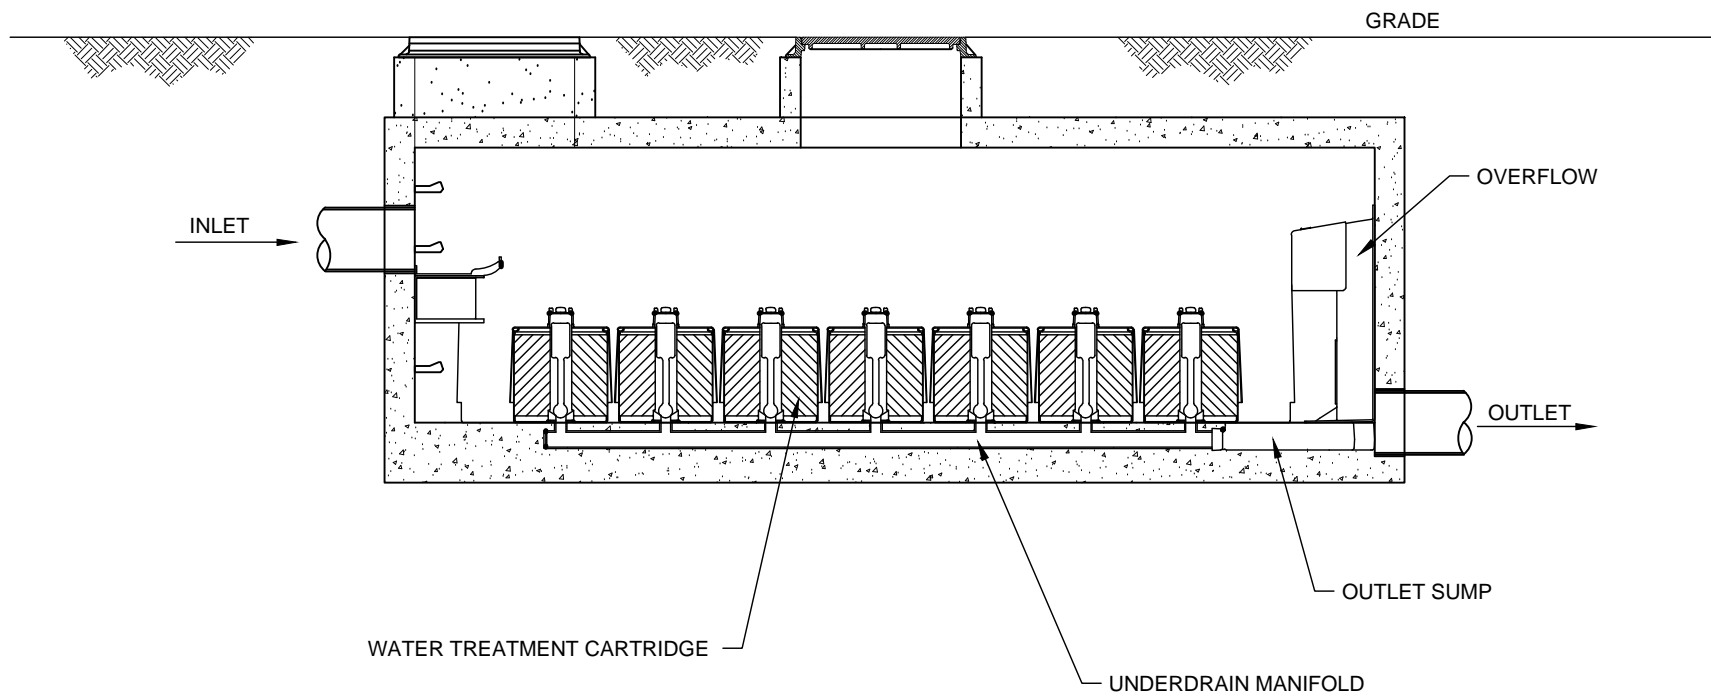 GRADE
OVERFLOW
INLET
OUTLET
OUTLET SUMP
WATER TREATMENT CARTRIDGE
UNDERDRAIN MANIFOLD